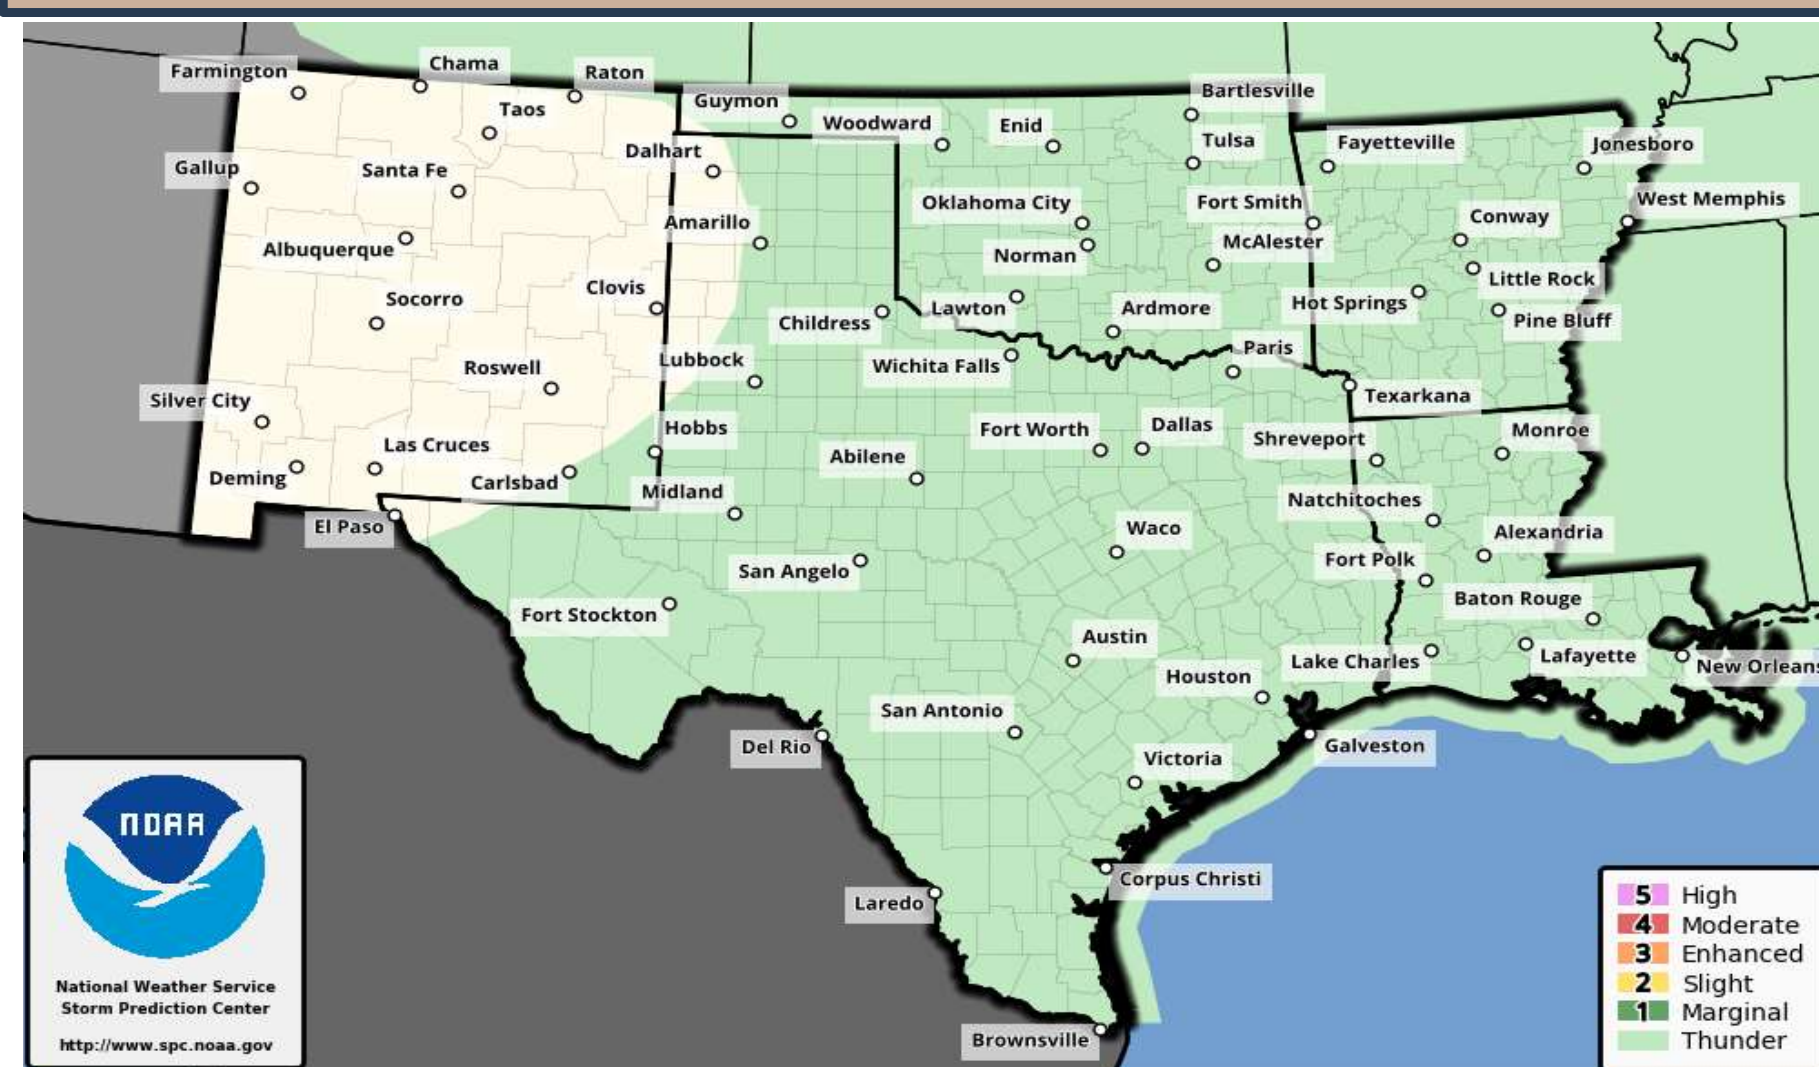 Farmington
Chama
Raton
Taos
Guymon
Woodward
Enid
Bartlesville
Tulsa
Fayetteville
Jonesboro
Gallup
Santa Fe
Dalhart
Amarillo
Oklahoma City
Fort Smith
Conway
West Memphis
Albuquerque
Norman
McAlester
Little Rock
Socorro
Clovis
Childress
Lawton
Ardmore
Hot Springs
Pine Bluff
Roswell
Lubbock
Wichita Falls
Paris
Texarkana
Silver City
Las Cruces
Hobbs
Abilene
Fort Worth
Dallas
Shreveport
Monroe
Deming
Carlsbad
Midland
Natchitoches
El Paso
Waco
Alexandria
San Angelo
Fort Polk
Fort Stockton
Baton Rouge
Austin
Lake Charles
Lafayette
New Orleans
Houston
San Antonio
Del Rio
Galveston
Victoria
Corpus Christi
Laredo
Brownsville
NOAA
National Weather Service
Storm Prediction Center
http://www.spc.noaa.gov
5 High
4 Moderate
3 Enhanced
2 Slight
1 Marginal
Thunder